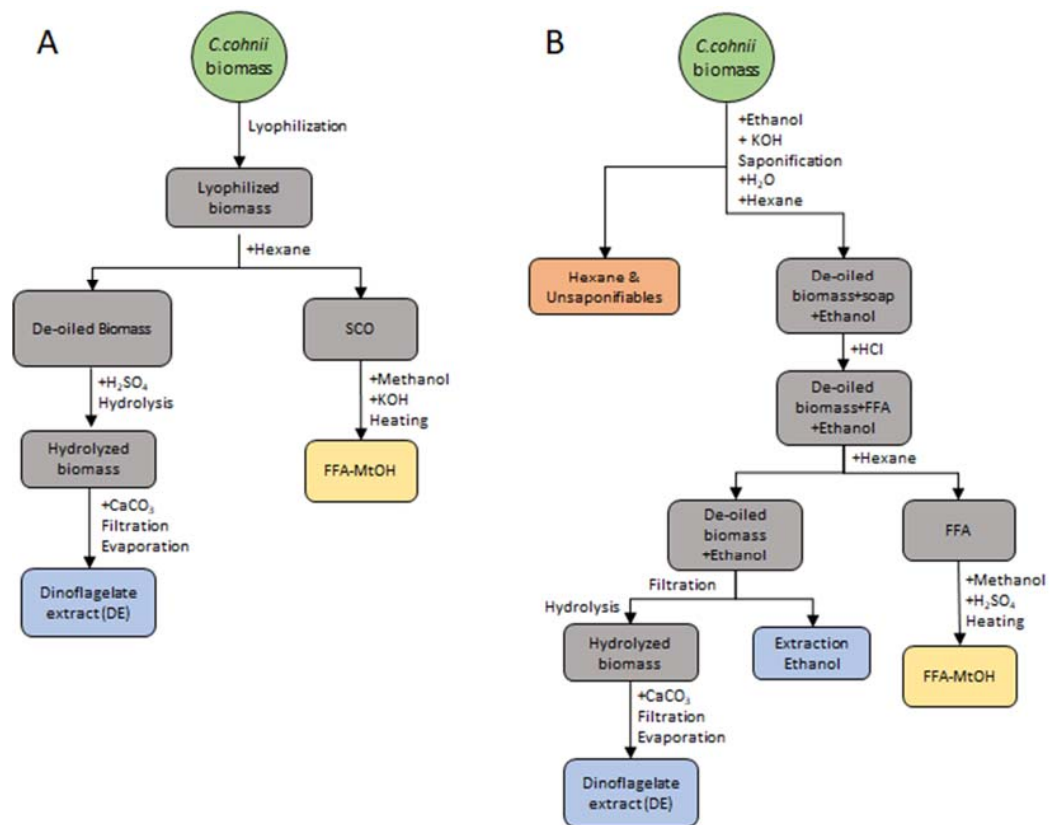 A
C.cohnii
biomass
Lyophilization
Lyophilized
biomass
+Hexane
De-oiled Biomass
SCO
+H₂SO₄
Hydrolysis
+Methanol
+KOH
Heating
Hydrolyzed
biomass
FFA-MtOH
+CaCO₃
Filtration
Evaporation
Dinoflagelate
extract(DE)
B
C.cohnii
biomass
+Ethanol
+ KOH
Saponification
+H₂O
+Hexane
Hexane &
Unsaponifiables
De-oiled
biomass+soap
+Ethanol
+HCl
De-oiled
biomass+FFA
+Ethanol
+Hexane
De-oiled
biomass
+Ethanol
FFA
Filtration
+Methanol
+H₂SO₄
Heating
Hydrolysis
Hydrolyzed
biomass
Extraction
Ethanol
FFA-MtOH
+CaCO₃
Filtration
Evaporation
Dinoflagelate
extract(DE)